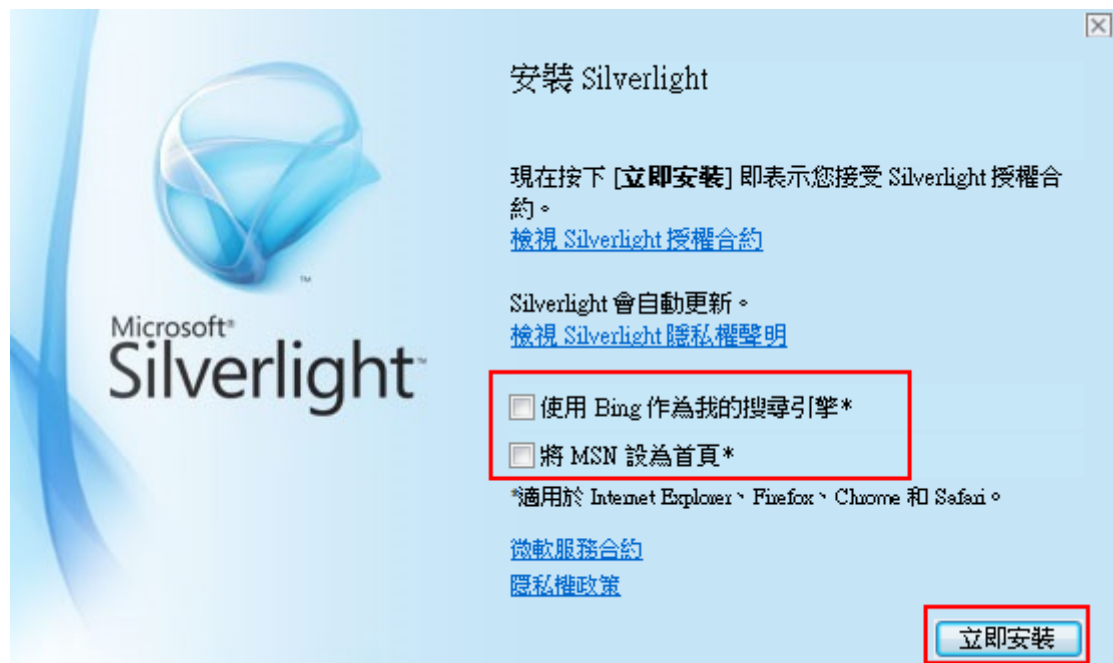 安裝 Silverlight
現在按下 [立即安裝] 即表示您接受 Silverlight 授權合
約。
檢視 Silverlight 授權合約
Silverlight 會自動更新。
檢視 Silverlight 隱私權聲明
TM
Microsoft®
Silverlight™
使用 Bing 作為我的搜尋引擎*
將 MSN 設為首頁*
*適用於 Internet Explorer、Firefox、Chrome 和 Safari。
微軟服務合約
隱私權政策
立即安裝